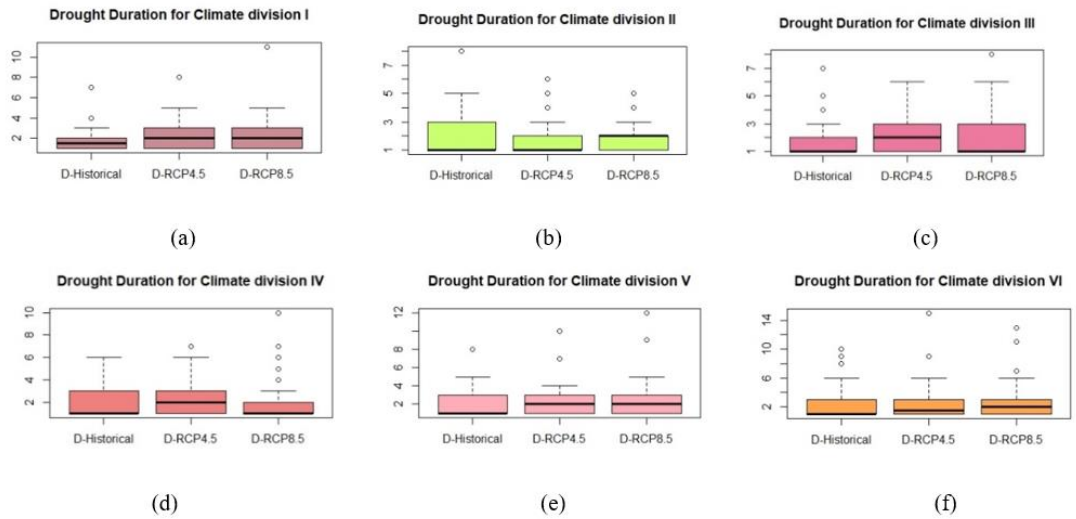 Drought Duration for Climate division I
Drought Duration for Climate division II
Drought Duration for Climate division III
10
8
6
4
2
D-Historical D-RCP4.5 D-RCP8.5
7
5
3
1
D-Histrorical D-RCP4.5 D-RCP8.5
7
5
3
1
D-Historical D-RCP4.5 D-RCP8.5
(a)
(b)
(c)
Drought Duration for Climate division IV
Drought Duration for Climate division V
Drought Duration for Climate division VI
10
8
6
4
2
D-Historical D-RCP4.5 D-RCP8.5
12
8
4
2
D-Historical D-RCP4.5 D-RCP8.5
14
10
6
2
D-Historical D-RCP4.5 D-RCP8.5
(d)
(e)
(f)